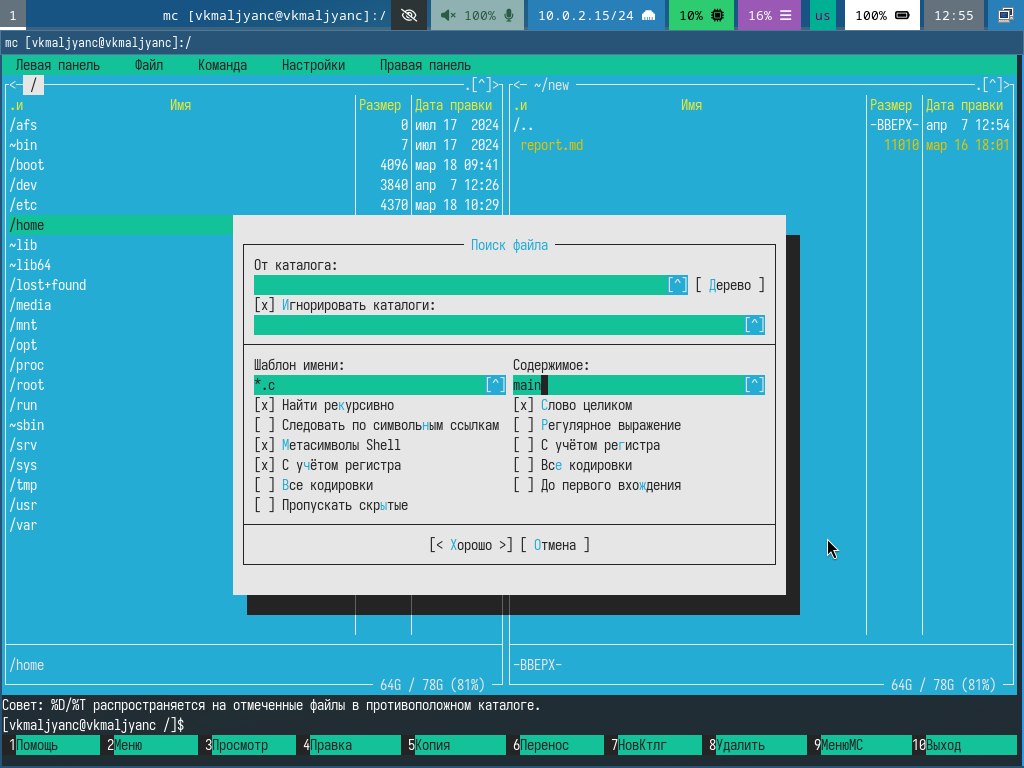 1 mc [vkmaljyanc@vkmaljyanc]:/ 100% 10.0.2.15/24 10% 16% us 100% 12:55
mc [vkmaljyanc@vkmaljyanc]:/
Левая панель Файл Команда Настройки Правая панель
<─ / .[^]> <─ ~/new .[^]>
.и Имя Размер Дата правки .и Имя Размер Дата правки
/afs 0 июл 17 2024 /.. -ВВЕРХ- апр 7 12:54
~bin 7 июл 17 2024 report.md 11010 мар 16 18:01
/boot 4096 мар 18 09:41
/dev 3840 апр 7 12:26
/etc 4370 мар 18 10:29
/home
~lib
~lib64
/lost+found
/media
/mnt
/opt
/proc
/root
/run
~sbin
/srv
/sys
/tmp
/usr
/var
Поиск файла
От каталога:
[^] [ Дерево ]
[x] Игнорировать каталоги:
[^]
Шаблон имени: Содержимое:
*.c [^] main [^]
[x] Найти рекурсивно [x] Слово целиком
[ ] Следовать по символьным ссылкам [ ] Регулярное выражение
[x] Метасимволы Shell [ ] С учётом регистра
[x] С учётом регистра [ ] Все кодировки
[ ] Все кодировки [ ] До первого вхождения
[ ] Пропускать скрытые
[< Хорошо >] [ Отмена ]
/home -ВВЕРХ-
64G / 78G (81%) 64G / 78G (81%)
Совет: %D/%T распространяется на отмеченные файлы в противоположном каталоге.
[vkmaljyanc@vkmaljyanc /]$
1Помощь 2Меню 3Просмотр 4Правка 5Копия 6Перенос 7НовКтлг 8Удалить 9МенюMC 10Выход